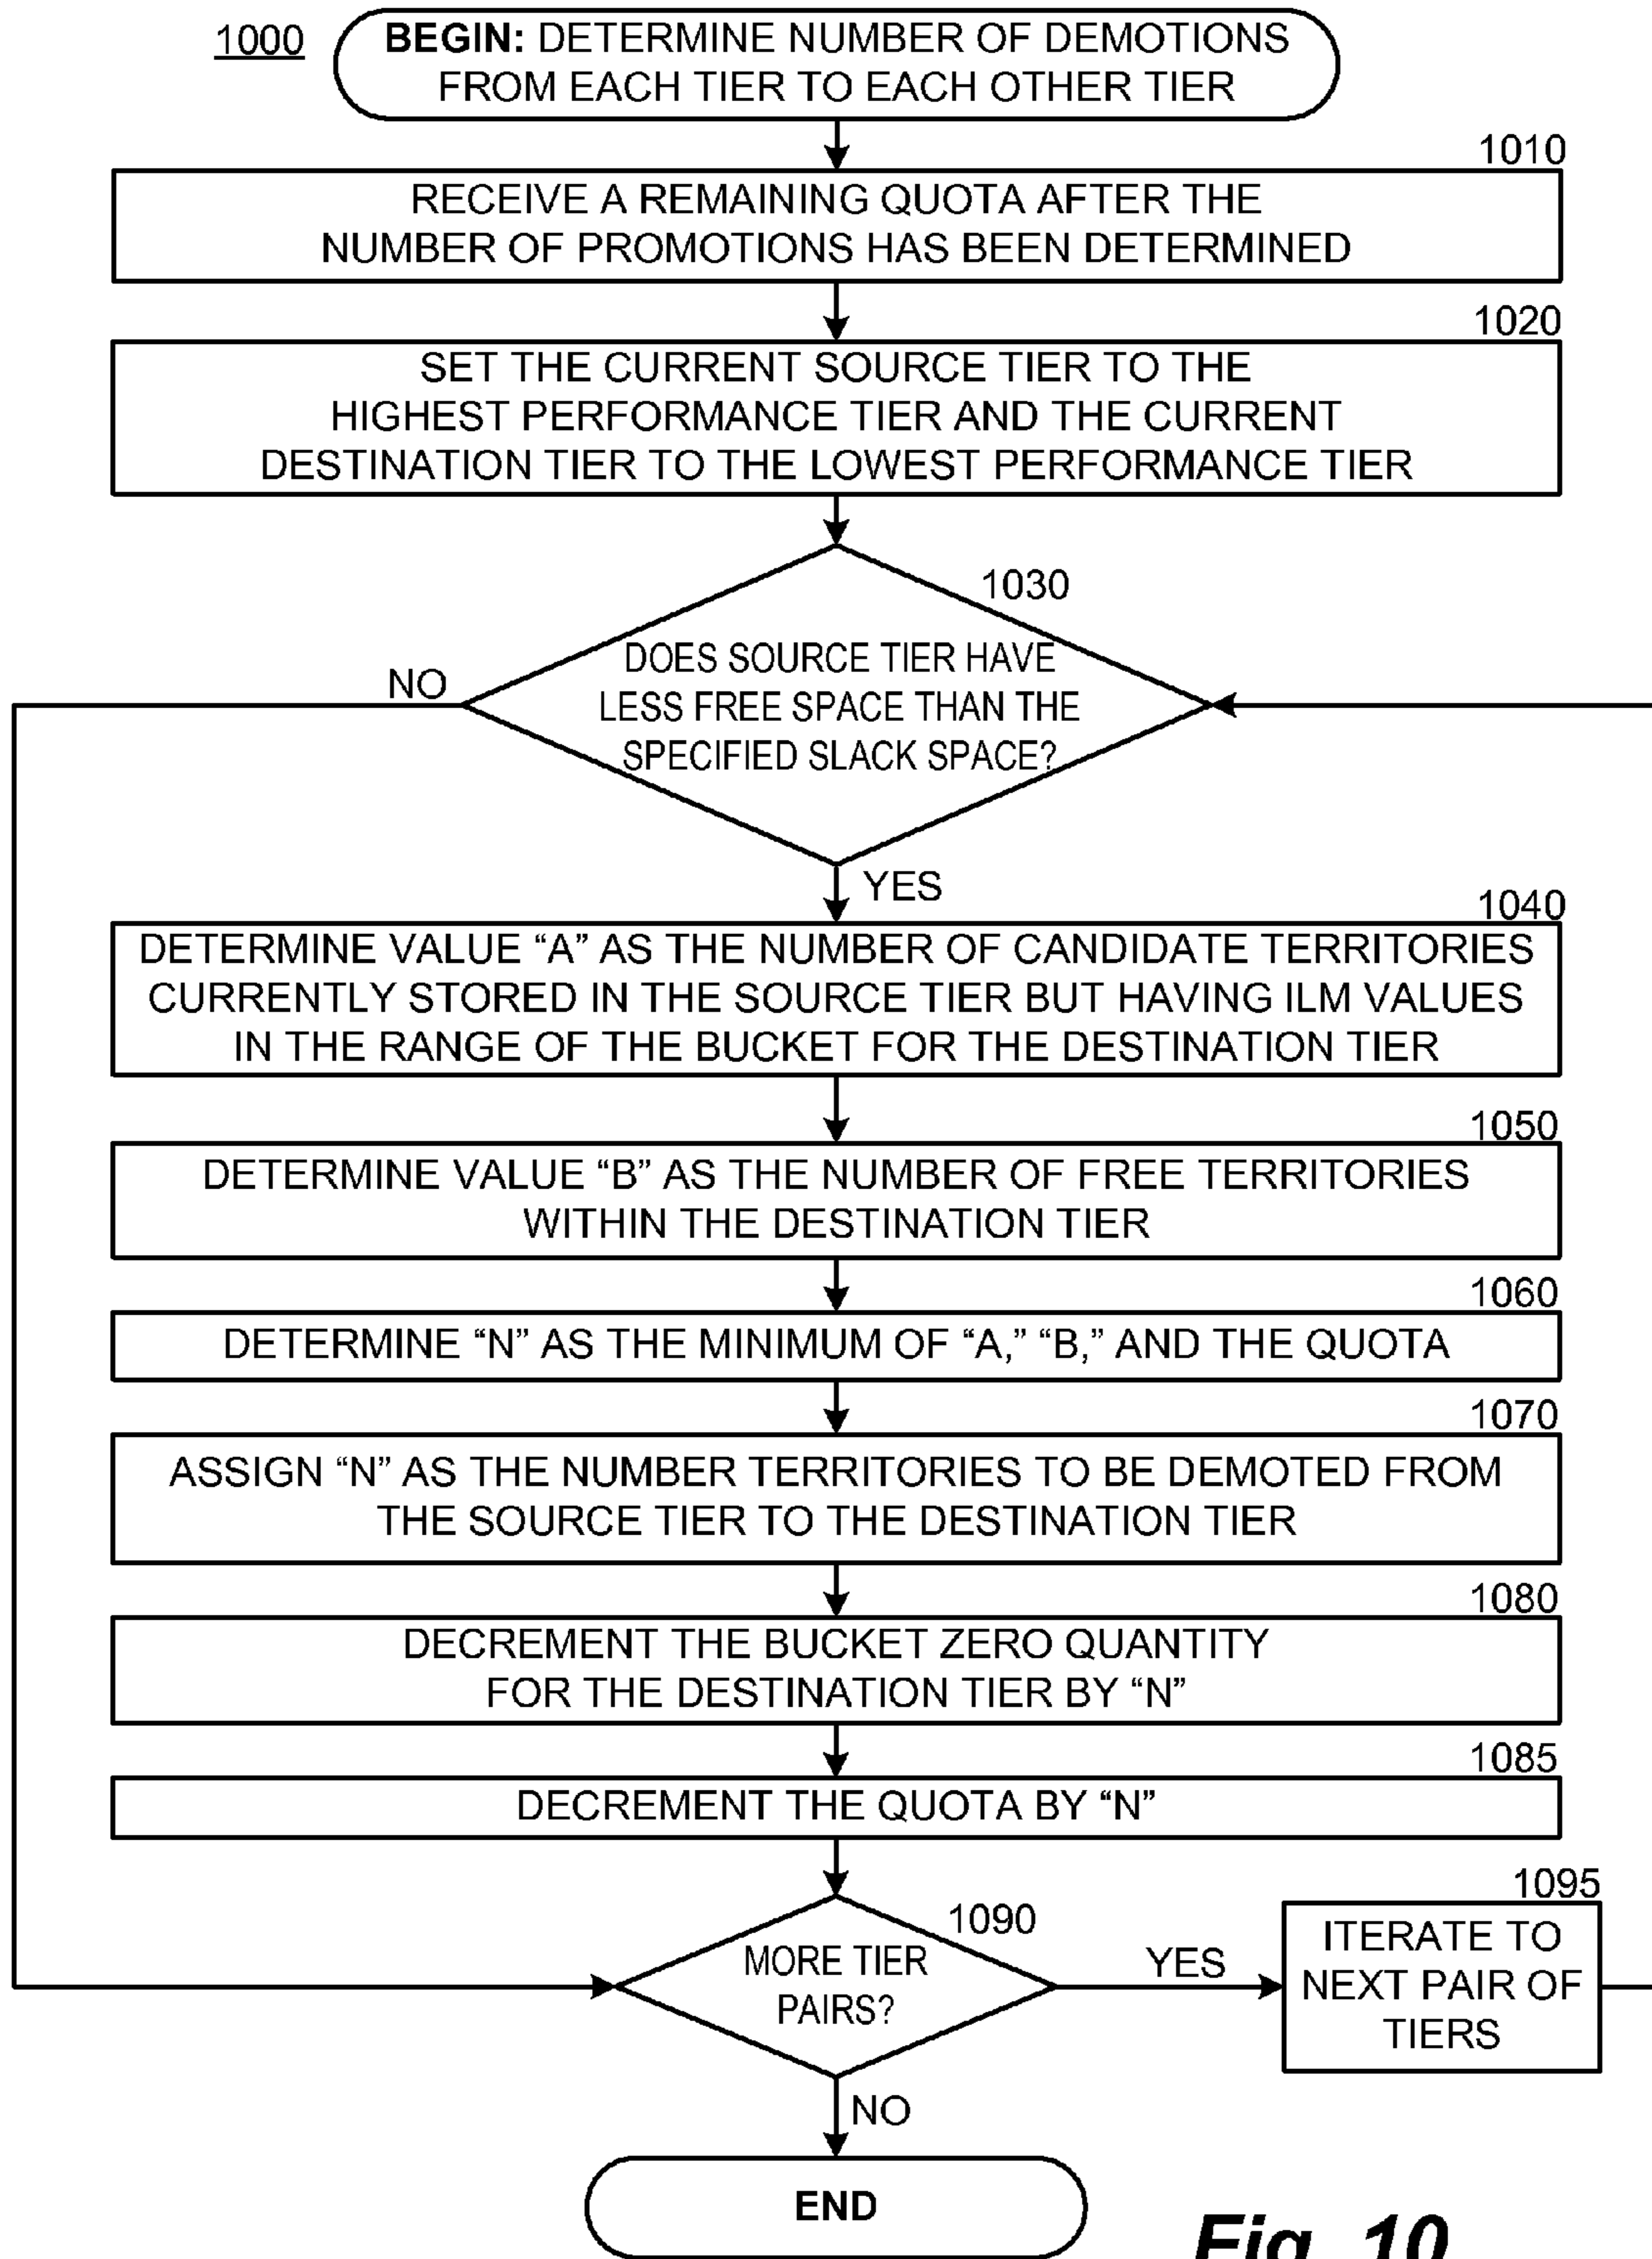 1000
BEGIN: DETERMINE NUMBER OF DEMOTIONS
FROM EACH TIER TO EACH OTHER TIER
1010
RECEIVE A REMAINING QUOTA AFTER THE
NUMBER OF PROMOTIONS HAS BEEN DETERMINED
1020
SET THE CURRENT SOURCE TIER TO THE
HIGHEST PERFORMANCE TIER AND THE CURRENT
DESTINATION TIER TO THE LOWEST PERFORMANCE TIER
1030
DOES SOURCE TIER HAVE
LESS FREE SPACE THAN THE
SPECIFIED SLACK SPACE?
NO
YES
1040
DETERMINE VALUE “A” AS THE NUMBER OF CANDIDATE TERRITORIES
CURRENTLY STORED IN THE SOURCE TIER BUT HAVING ILM VALUES
IN THE RANGE OF THE BUCKET FOR THE DESTINATION TIER
1050
DETERMINE VALUE “B” AS THE NUMBER OF FREE TERRITORIES
WITHIN THE DESTINATION TIER
1060
DETERMINE “N” AS THE MINIMUM OF “A,” “B,” AND THE QUOTA
1070
ASSIGN “N” AS THE NUMBER TERRITORIES TO BE DEMOTED FROM
THE SOURCE TIER TO THE DESTINATION TIER
1080
DECREMENT THE BUCKET ZERO QUANTITY
FOR THE DESTINATION TIER BY “N”
1085
DECREMENT THE QUOTA BY “N”
1090
MORE TIER
PAIRS?
YES
1095
ITERATE TO
NEXT PAIR OF
TIERS
NO
END
Fig. 10